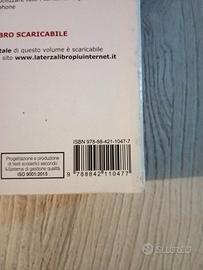 phone
BRO SCARICABILE
tale di questo volume è scaricabile
sito www.laterzalibropiuinternet.it
ISBN 978-88-421-1047-7
Progettazione e produzione
di testi scolastici secondo
il Sistema di gestione qualità
ISO 9001:2015
9 788842 110477
Subito